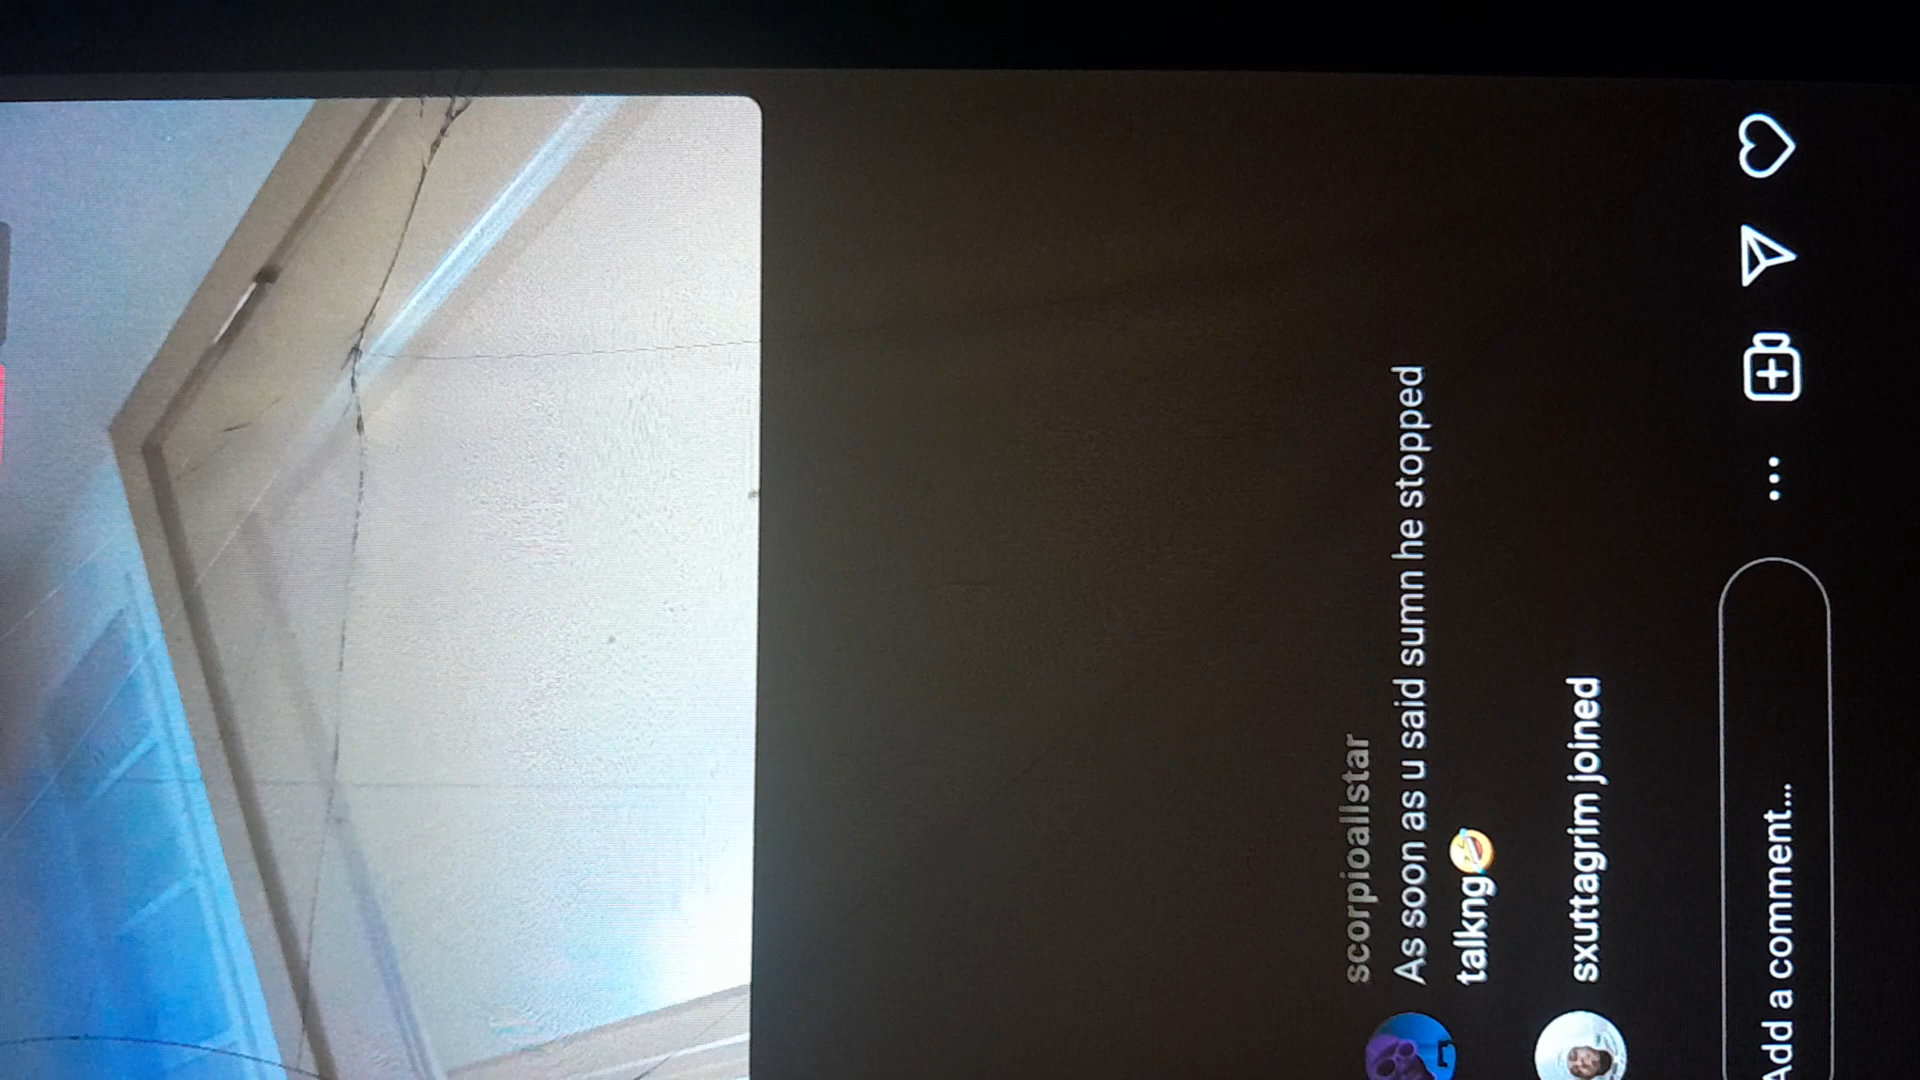 scorpioallstar
As soon as u said sumn he stopped
talkng🤣
sxuttagrim joined
Add a comment...